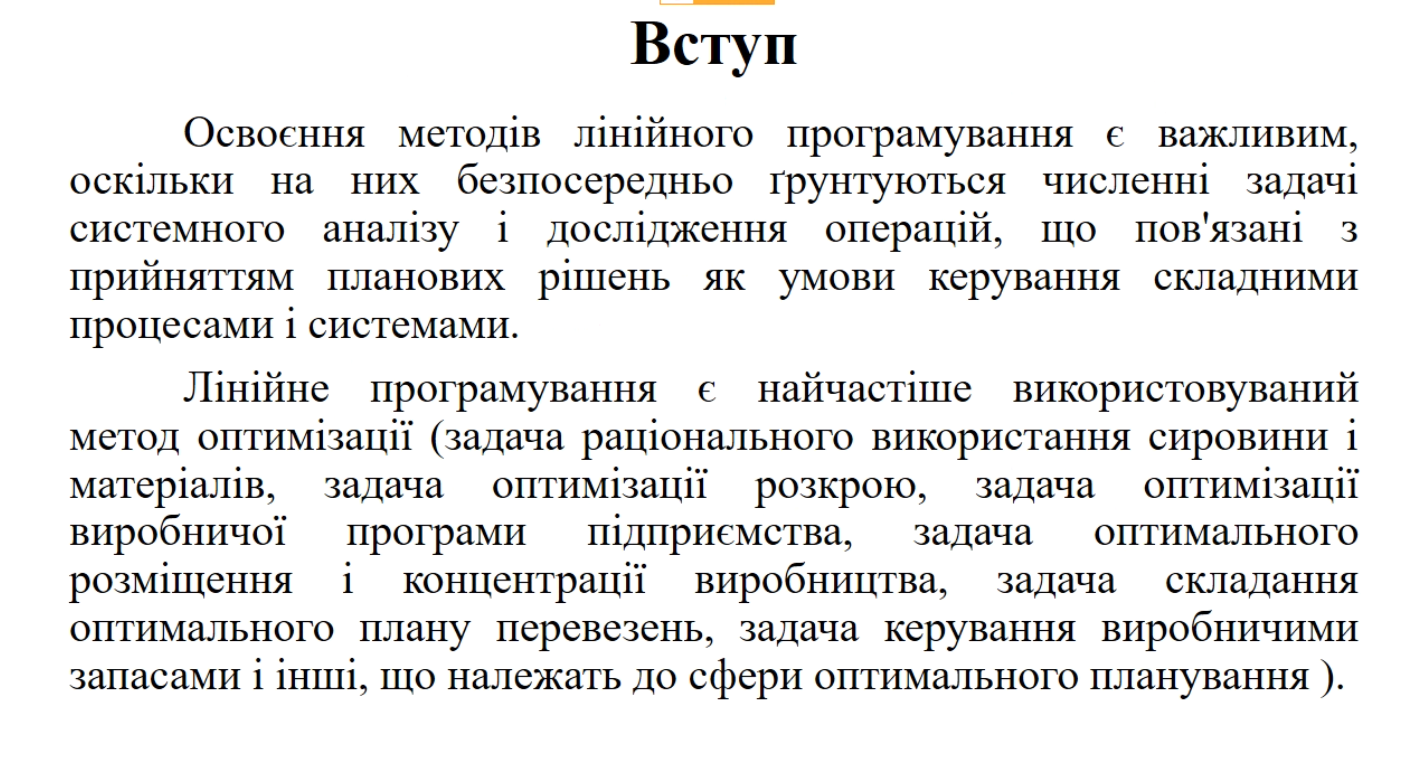 Вступ
Освоєння методів лінійного програмування є важливим,
оскільки на них безпосередньо ґрунтуються численні задачі
системного аналізу і дослідження операцій, що пов'язані з
прийняттям планових рішень як умови керування складними
процесами і системами.
Лінійне програмування є найчастіше використовуваний
метод оптимізації (задача раціонального використання сировини і
матеріалів, задача оптимізації розкрою, задача оптимізації
виробничої програми підприємства, задача оптимального
розміщення і концентрації виробництва, задача складання
оптимального плану перевезень, задача керування виробничими
запасами і інші, що належать до сфери оптимального планування ).